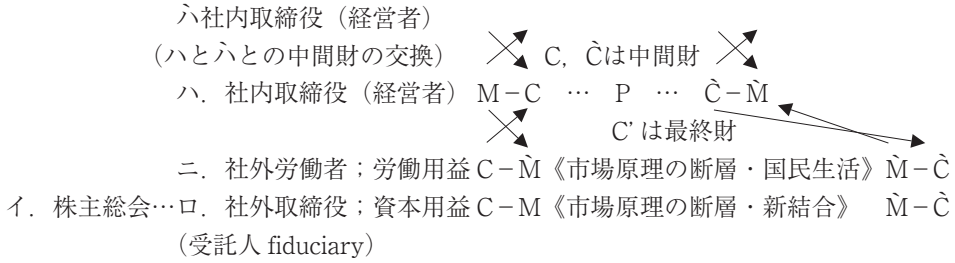 ハ̀社内取締役（経営者）
（ハとハ̀との中間財の交換） C，C̀は中間財
ハ．社内取締役（経営者） M－C … P … C̀－M̀
C’は最終財
ニ．社外労働者；労働用益 C－M̀《市場原理の断層・国民生活》M̀－C̀
イ．株主総会…ロ．社外取締役；資本用益 C－M《市場原理の断層・新結合》 M̀－C̀
（受託人 fiduciary）